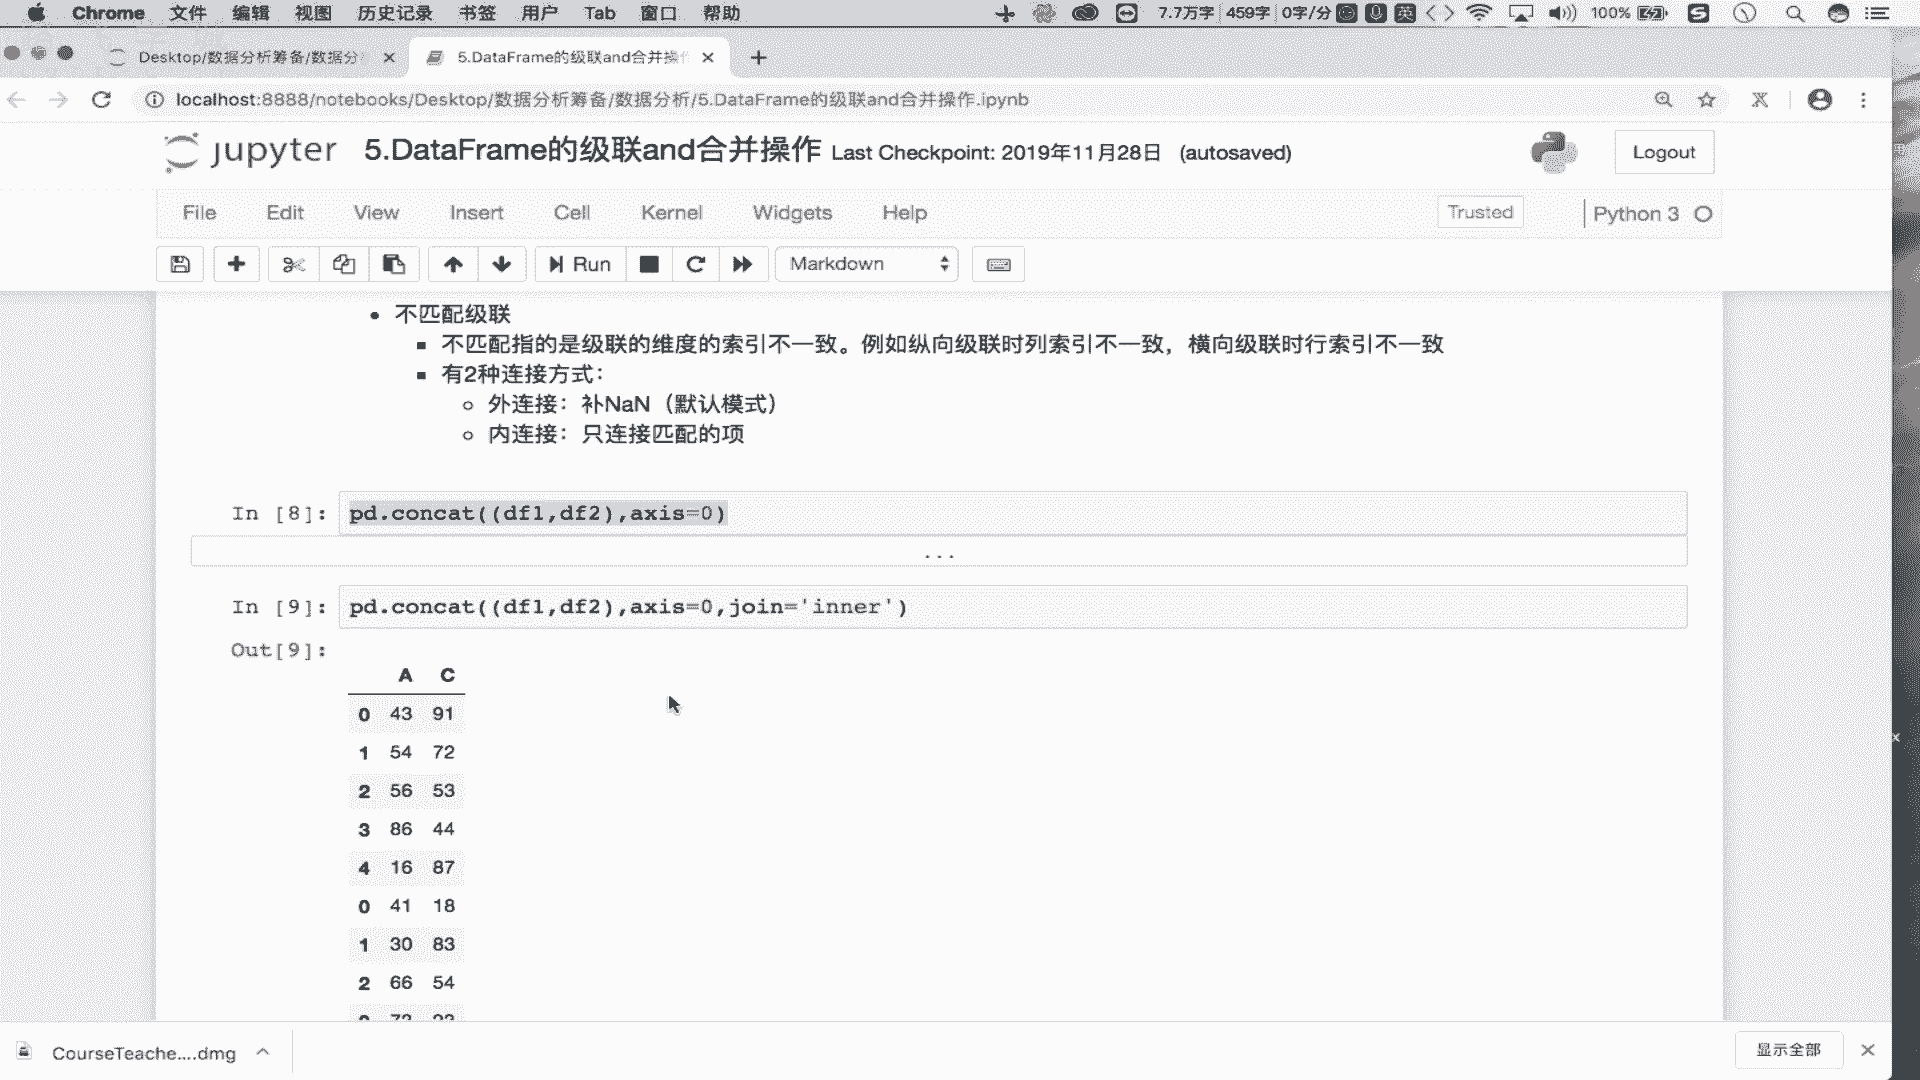 Chrome 文件 编辑 视图 历史记录 书签 用户 Tab 窗口 帮助 7.7万字 459字 0字/分 英 100%
Desktop/数据分析筹备/数据分
5.DataFrame的级联and合并操
localhost:8888/notebooks/Desktop/数据分析筹备/数据分析/5.DataFrame的级联and合并操作.ipynb
jupyter 5.DataFrame的级联and合并操作 Last Checkpoint: 2019年11月28日 (autosaved) Logout
File Edit View Insert Cell Kernel Widgets Help Trusted Python 3
Run Markdown
不匹配级联
不匹配指的是级联的维度的索引不一致。例如纵向级联时列索引不一致，横向级联时行索引不一致
有2种连接方式：
外连接：补NaN（默认模式）
内连接：只连接匹配的项
In [8]: pd.concat((df1,df2),axis=0)
...
In [9]: pd.concat((df1,df2),axis=0,join='inner')
Out[9]:
A C
0 43 91
1 54 72
2 56 53
3 86 44
4 16 87
0 41 18
1 30 83
2 66 54
CourseTeache....dmg 显示全部